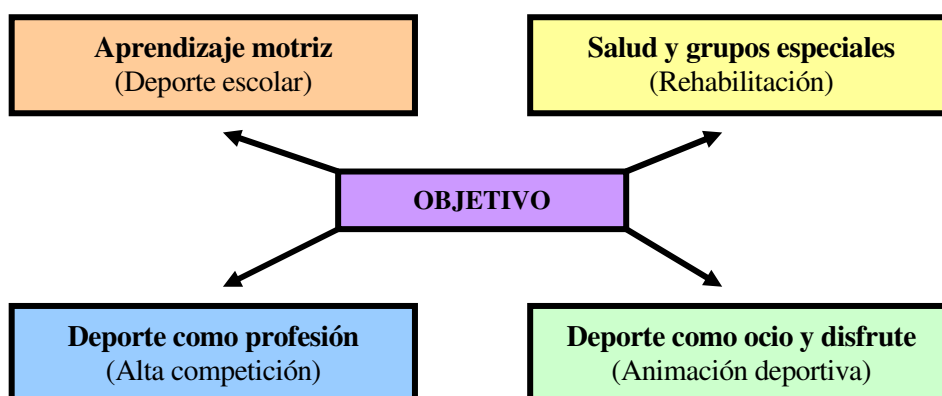 Aprendizaje motriz
(Deporte escolar)
Salud y grupos especiales
(Rehabilitación)
OBJETIVO
Deporte como profesión
(Alta competición)
Deporte como ocio y disfrute
(Animación deportiva)